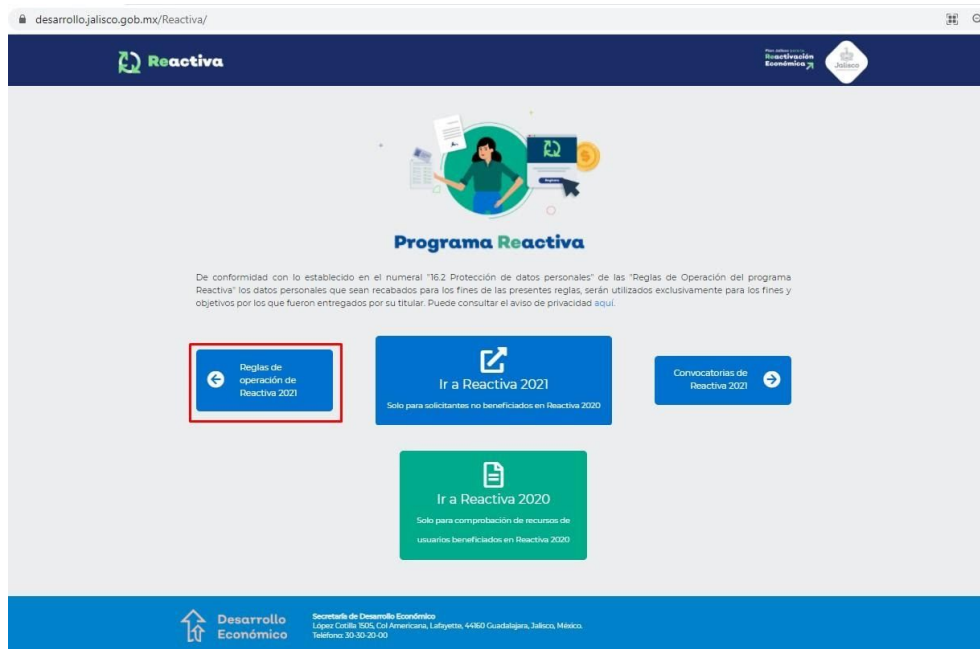 desarrollo.jalisco.gob.mx/Reactiva/
Reactiva
Plan Jalisco para la
Reactivación
Económica
Jalisco
Registro
Programa Reactiva
De conformidad con lo establecido en el numeral "16.2 Protección de datos personales" de las "Reglas de Operación del programa
Reactiva" los datos personales que sean recabados para los fines de las presentes reglas, serán utilizados exclusivamente para los fines y
objetivos por los que fueron entregados por su titular. Puede consultar el aviso de privacidad aquí.
Reglas de
operación de
Reactiva 2021
Ir a Reactiva 2021
Solo para solicitantes no beneficiados en Reactiva 2020
Convocatorias de
Reactiva 2021
Ir a Reactiva 2020
Solo para comprobación de recursos de
usuarios beneficiados en Reactiva 2020
Desarrollo
Económico
Secretaría de Desarrollo Económico
López Cotilla 1505, Col Americana, Lafayette, 44160 Guadalajara, Jalisco, México.
Teléfono: 30-30-20-00